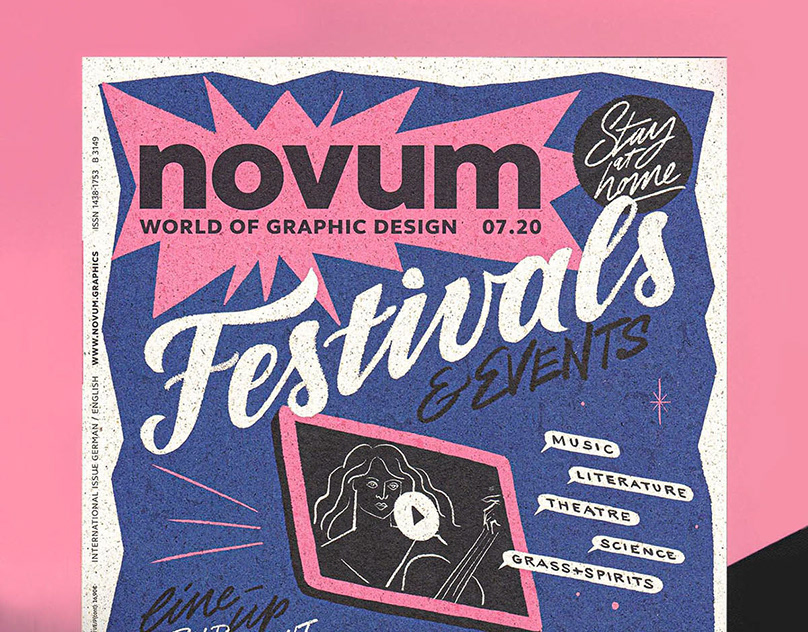 novum
WORLD OF GRAPHIC DESIGN 07.20
Stay
at
home
Festivals
& EVENTS
MUSIC
LITERATURE
THEATRE
SCIENCE
GRASS+SPIRITS
line-
up
ISSN 1438-1753 B 3149
WWW.NOVUM.GRAPHICS
INTERNATIONAL ISSUE GERMAN / ENGLISH